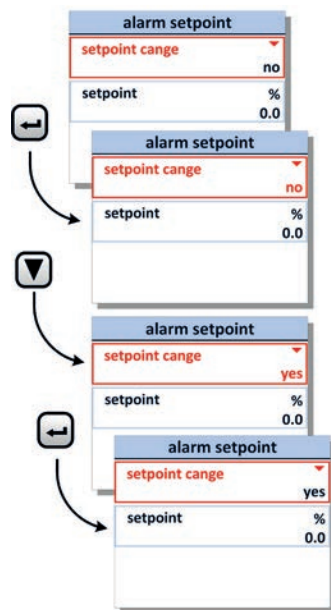 alarm setpoint
setpoint cange
no
setpoint %
0.0
alarm setpoint
setpoint cange
no
setpoint %
0.0
alarm setpoint
setpoint cange
yes
setpoint %
0.0
alarm setpoint
setpoint cange
yes
setpoint %
0.0